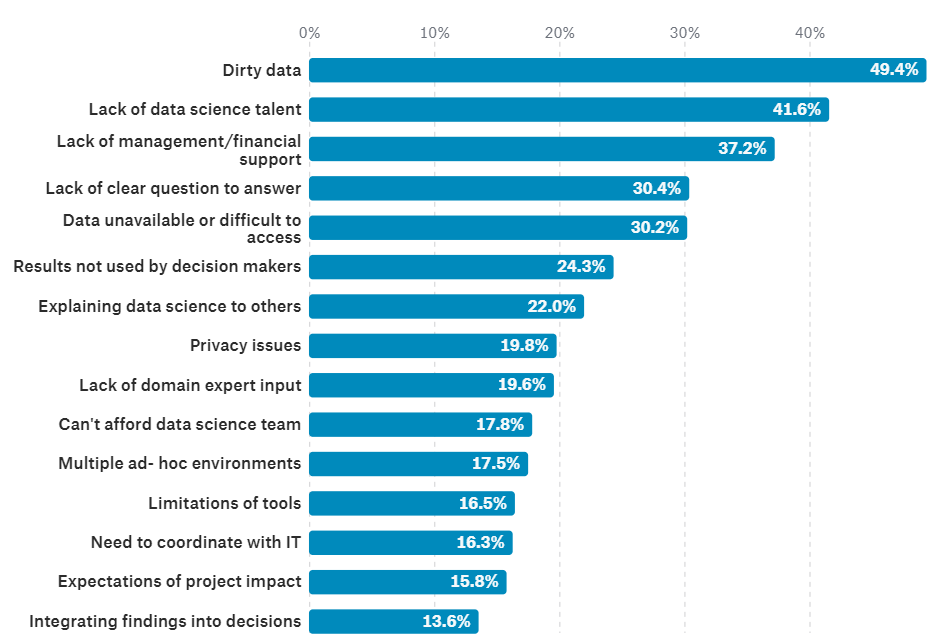 0% 10% 20% 30% 40%
Dirty data 49.4%
Lack of data science talent 41.6%
Lack of management/financial
support 37.2%
Lack of clear question to answer 30.4%
Data unavailable or difficult to
access 30.2%
Results not used by decision makers 24.3%
Explaining data science to others 22.0%
Privacy issues 19.8%
Lack of domain expert input 19.6%
Can't afford data science team 17.8%
Multiple ad- hoc environments 17.5%
Limitations of tools 16.5%
Need to coordinate with IT 16.3%
Expectations of project impact 15.8%
Integrating findings into decisions 13.6%